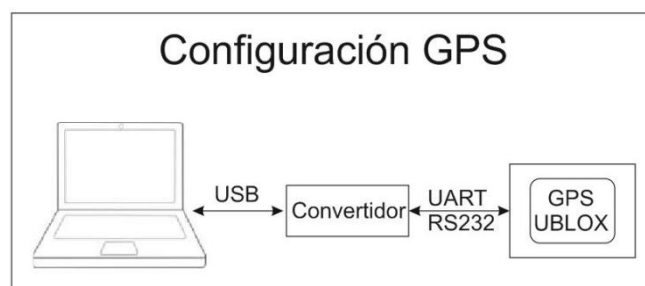 Configuración GPS
USB
Convertidor
UART
RS232
GPS
UBLOX